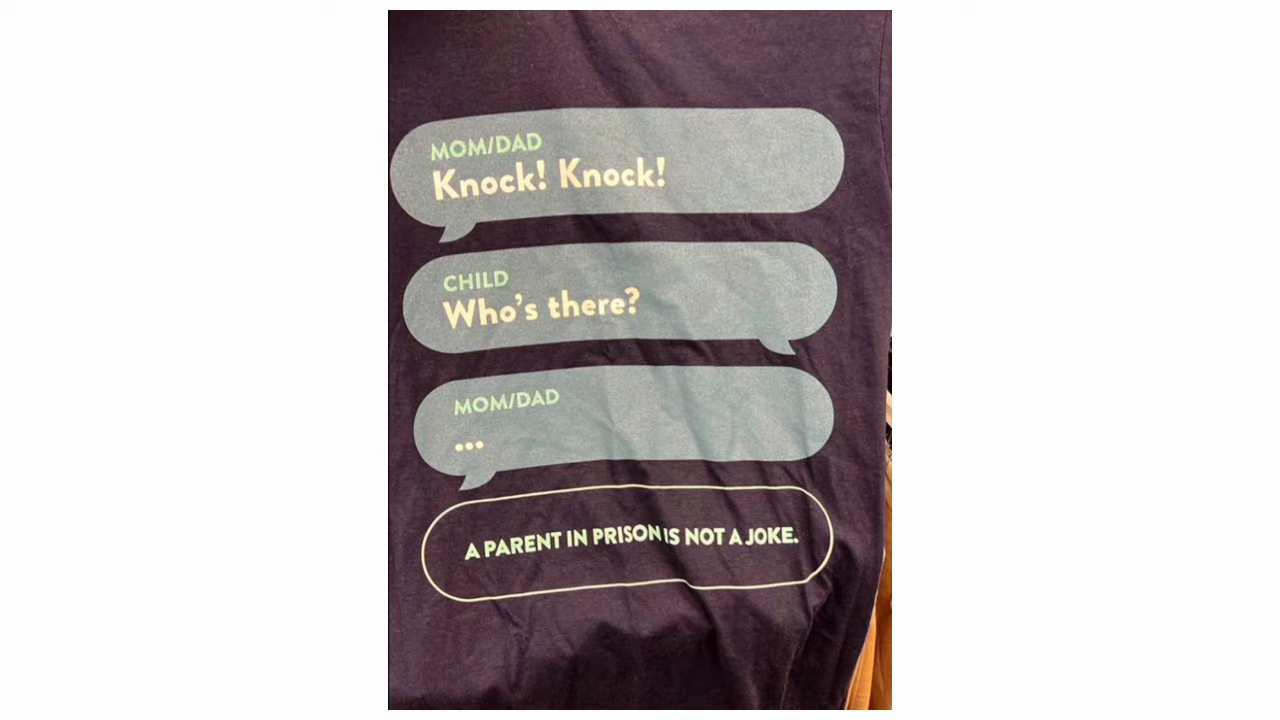 MOM/DAD
Knock! Knock!
CHILD
Who's there?
MOM/DAD
...
A PARENT IN PRISON IS NOT A JOKE.